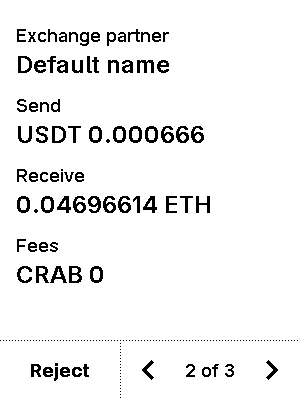 Exchange partner
Default name
Send
USDT 0.000666
Receive
0.04696614 ETH
Fees
CRAB 0
Reject
2 of 3